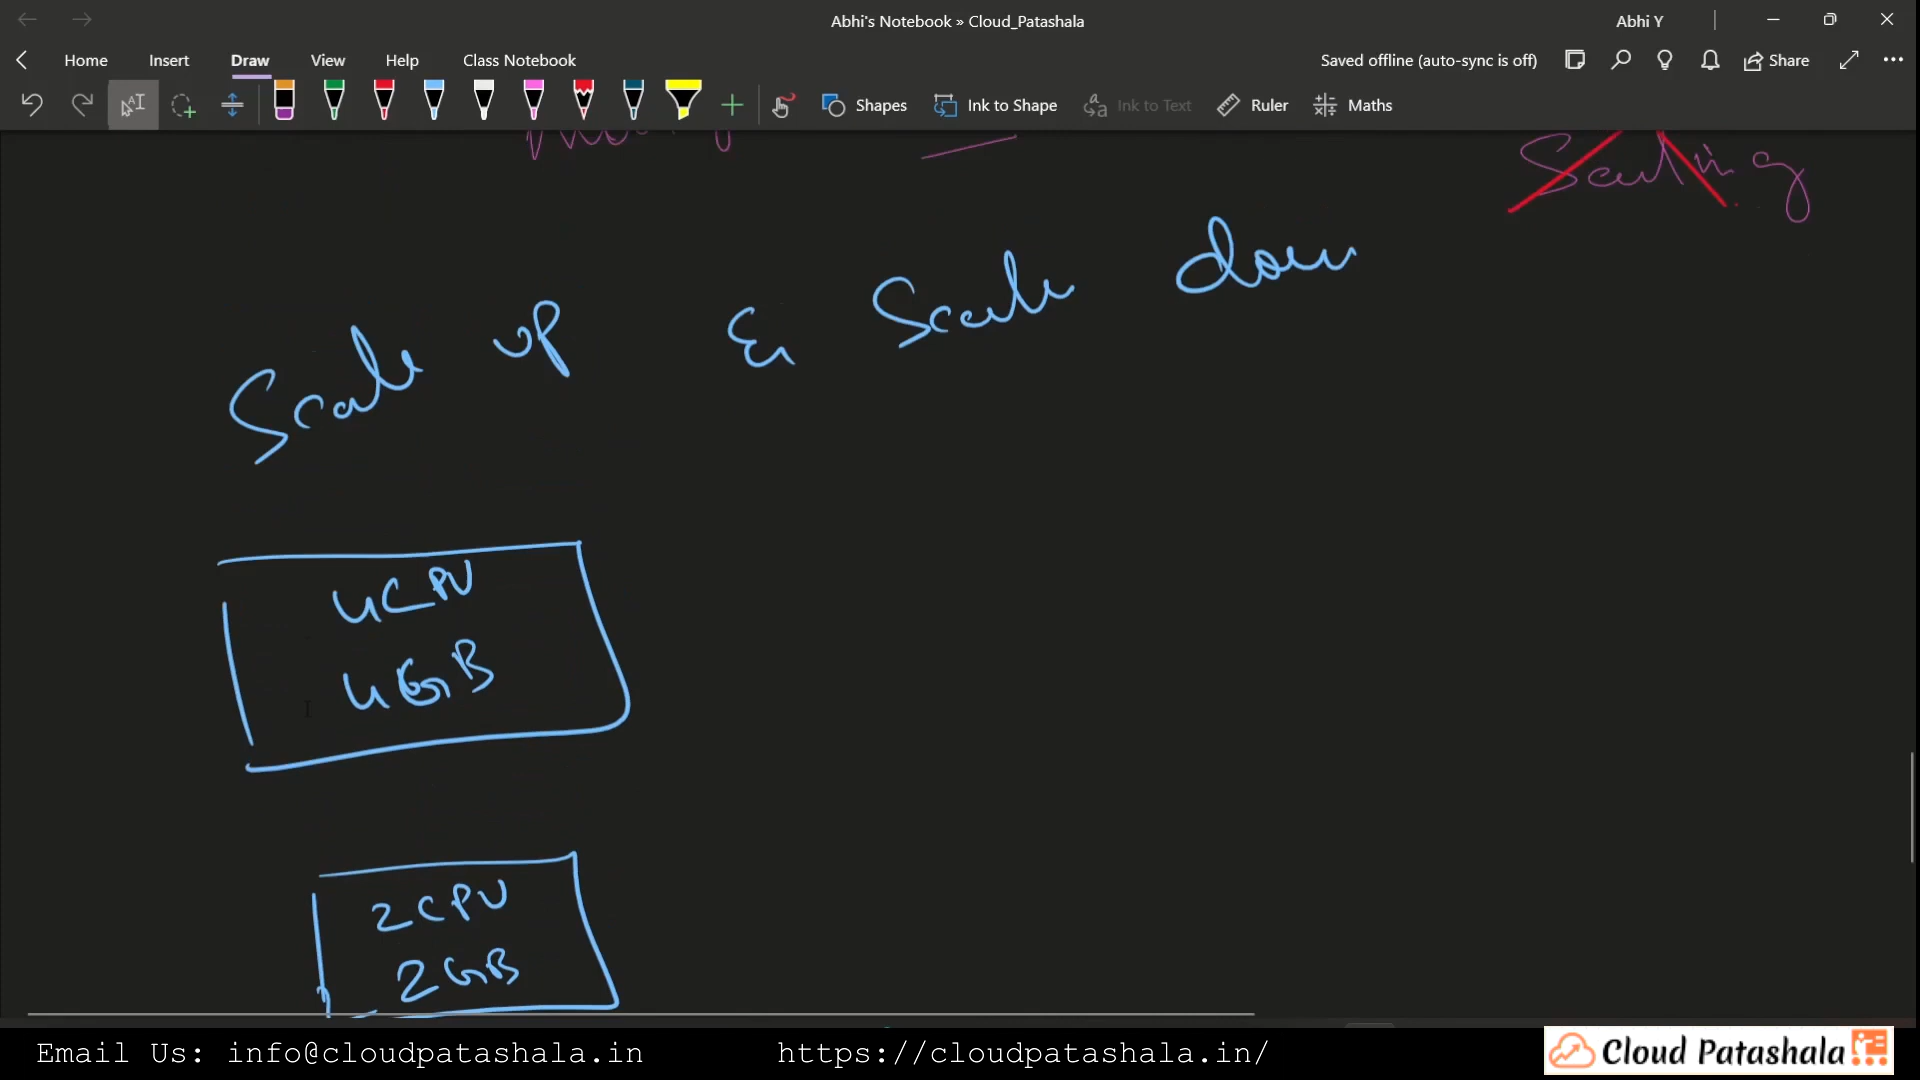 Abhi's Notebook » Cloud_Patashala
Abhi Y
Home Insert Draw View Help Class Notebook
Saved offline (auto-sync is off) Share
Shapes Ink to Shape Ink to Text Ruler Maths
Scaling
Scale up & Scale down
4CPU
4GB
2CPU
2GB
Email Us: info@cloudpatashala.in https://cloudpatashala.in/
Cloud Patashala